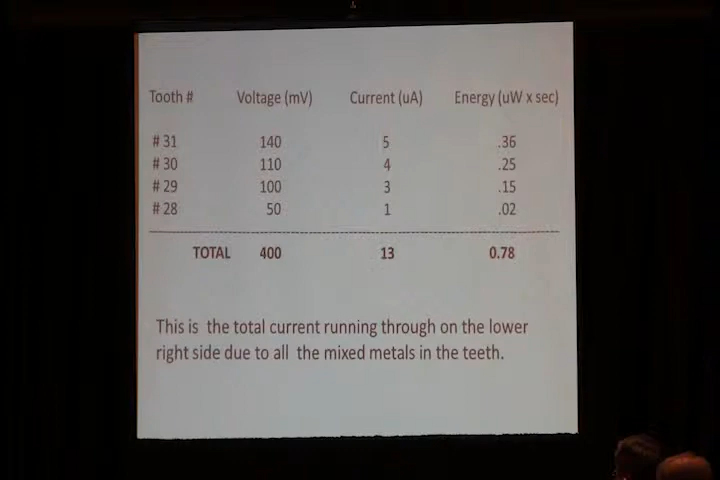 Tooth # Voltage (mV) Current (uA) Energy (uW x sec)
# 31 140 5 .36
# 30 110 4 .25
# 29 100 3 .15
# 28 50 1 .02
TOTAL 400 13 0.78
This is the total current running through on the lower
right side due to all the mixed metals in the teeth.